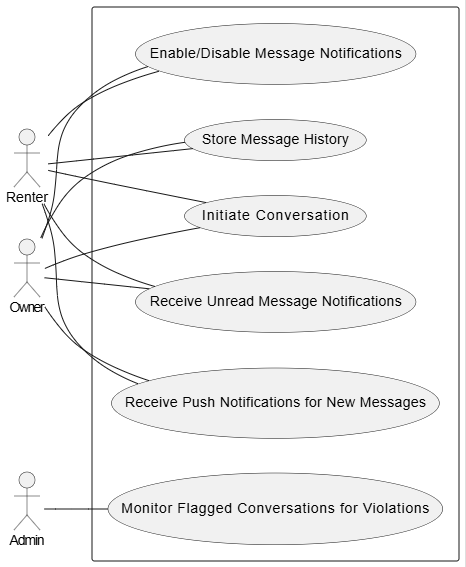 Enable/Disable Message Notifications
Store Message History
Renter
Initiate Conversation
Owner
Receive Unread Message Notifications
Receive Push Notifications for New Messages
Monitor Flagged Conversations for Violations
Admin